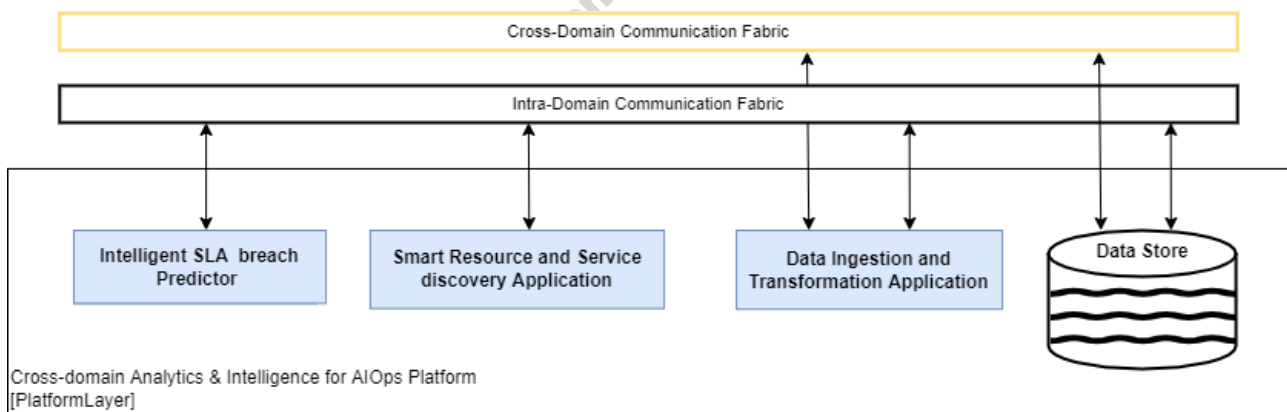 Cross-Domain Communication Fabric
Intra-Domain Communication Fabric
Intelligent SLA breach
Predictor
Smart Resource and Service
discovery Application
Data Ingestion and
Transformation Application
Data Store
Cross-domain Analytics & Intelligence for AIOps Platform
[PlatformLayer]